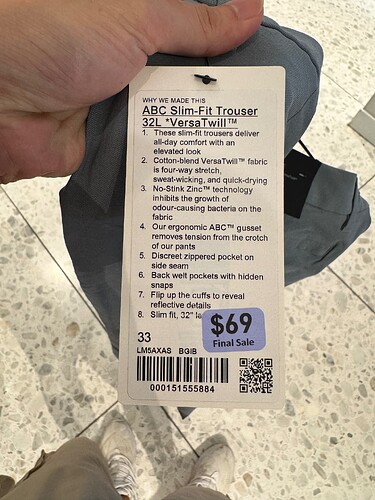 WHY WE MADE THIS
ABC Slim-Fit Trouser
32L *VersaTwill™
1. These slim-fit trousers deliver
all-day comfort with an
elevated look
2. Cotton-blend VersaTwill™ fabric
is four-way stretch,
sweat-wicking, and quick-drying
3. No-Stink Zinc™ technology
inhibits the growth of
odour-causing bacteria on the
fabric
4. Our ergonomic ABC™ gusset
removes tension from the crotch
of our pants
5. Discreet zippered pocket on
side seam
6. Back welt pockets with hidden
snaps
7. Flip up the cuffs to reveal
reflective details
8. Slim fit, 32"
$69
Final Sale
33
LM5AXAS BGIB
000151555884